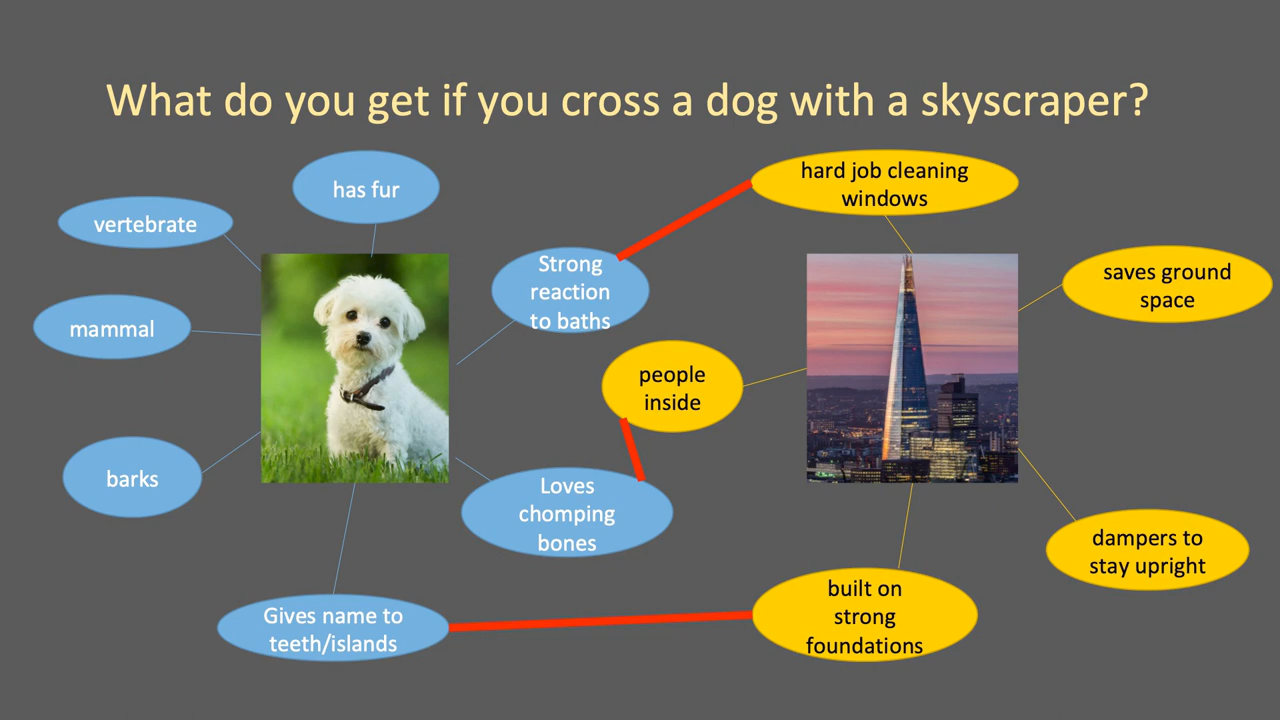 What do you get if you cross a dog with a skyscraper?
has fur
vertebrate
mammal
barks
Gives name to
teeth/islands
Strong
reaction
to baths
Loves
chomping
bones
hard job cleaning
windows
people
inside
saves ground
space
dampers to
stay upright
built on
strong
foundations